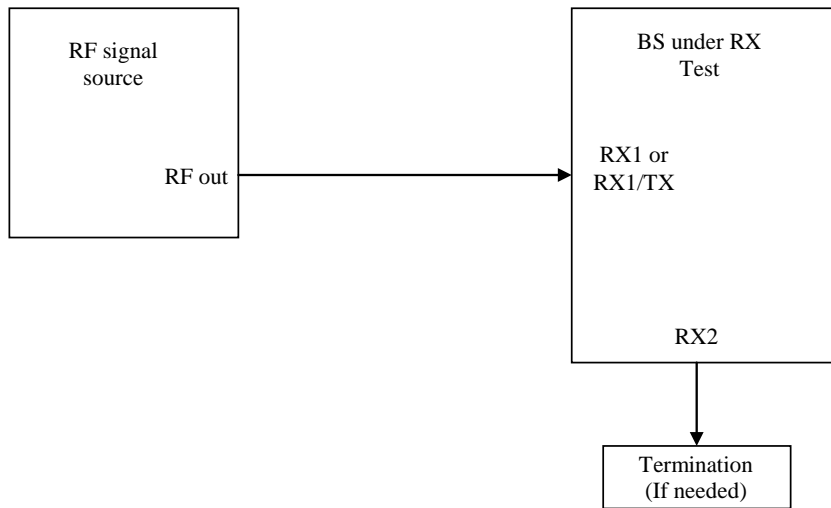 RF signal
source
RF out
BS under RX
Test
RX1 or
RX1/TX
RX2
Termination
(If needed)